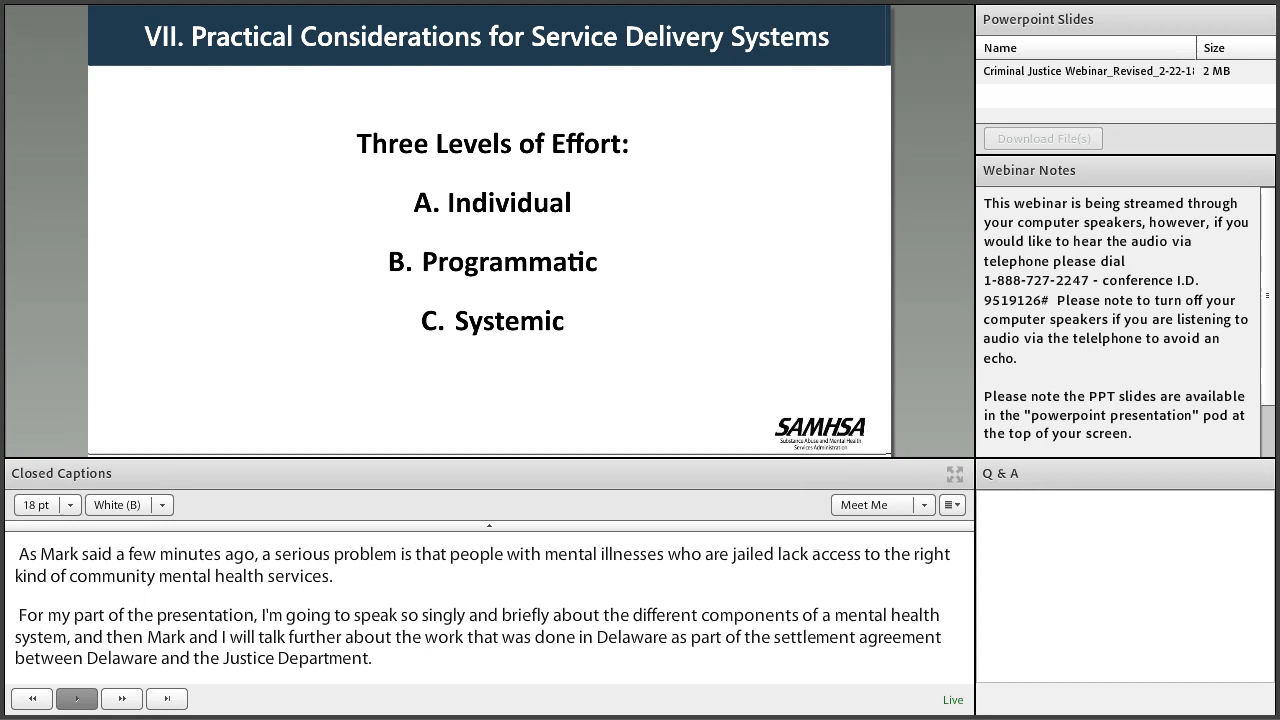 VII. Practical Considerations for Service Delivery Systems
Three Levels of Effort:
A. Individual
B. Programmatic
C. Systemic
SAMHSA
Substance Abuse and Mental Health
Services Administration
Powerpoint Slides
Name Size
Criminal Justice Webinar_Revised_2-22-18 2 MB
Download File(s)
Webinar Notes
This webinar is being streamed through
your computer speakers, however, if you
would like to hear the audio via
telephone please dial
1-888-727-2247 - conference I.D.
9519126# Please note to turn off your
computer speakers if you are listening to
audio via the telelphone to avoid an
echo.
Please note the PPT slides are available
in the "powerpoint presentation" pod at
the top of your screen.
Closed Captions
18 pt White (B) Meet Me
As Mark said a few minutes ago, a serious problem is that people with mental illnesses who are jailed lack access to the right
kind of community mental health services.
For my part of the presentation, I'm going to speak so singly and briefly about the different components of a mental health
system, and then Mark and I will talk further about the work that was done in Delaware as part of the settlement agreement
between Delaware and the Justice Department.
Live
Q & A